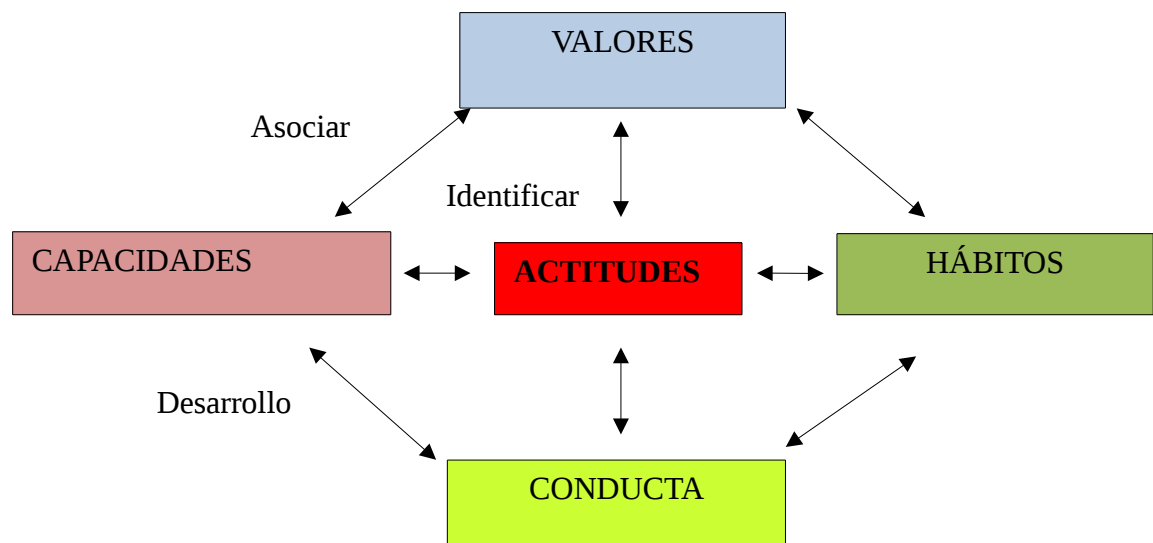 VALORES
Asociar
Identificar
CAPACIDADES
ACTITUDES
HÁBITOS
Desarrollo
CONDUCTA